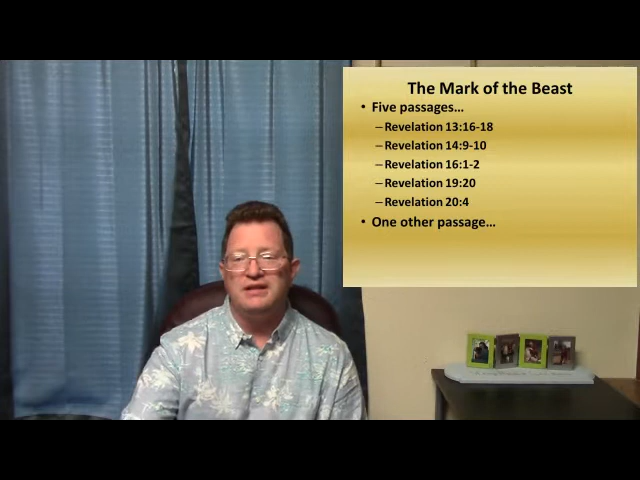 The Mark of the Beast
• Five passages...
–Revelation 13:16-18
–Revelation 14:9-10
–Revelation 16:1-2
–Revelation 19:20
–Revelation 20:4
• One other passage...